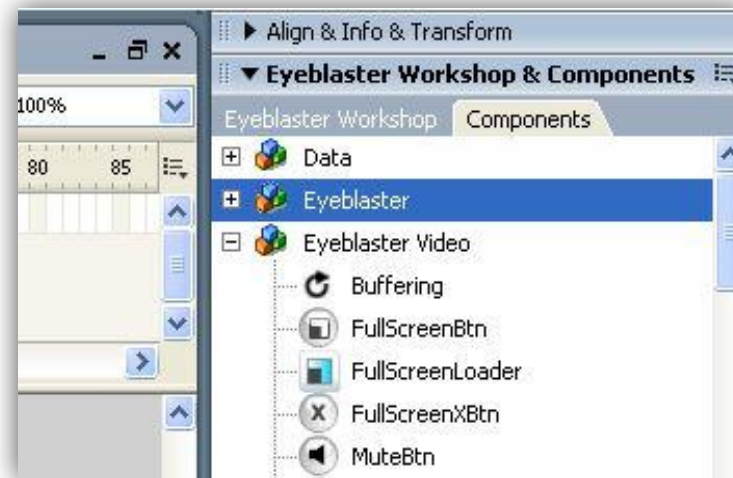 Align & Info & Transform
Eyeblaster Workshop & Components
100%
Eyeblaster Workshop Components
80 85
Data
Eyeblaster
Eyeblaster Video
Buffering
FullScreenBtn
FullScreenLoader
FullScreenXBtn
MuteBtn